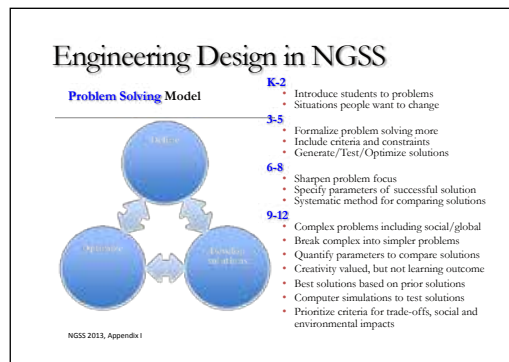 Engineering Design in NGSS
Problem Solving Model
Define
Optimize
Develop
solutions
K-2
• Introduce students to problems
• Situations people want to change
3-5
• Formalize problem solving more
• Include criteria and constraints
• Generate/Test/Optimize solutions
6-8
• Sharpen problem focus
• Specify parameters of successful solution
• Systematic method for comparing solutions
9-12
• Complex problems including social/global
• Break complex into simpler problems
• Quantify parameters to compare solutions
• Creativity valued, but not learning outcome
• Best solutions based on prior solutions
• Computer simulations to test solutions
• Prioritize criteria for trade-offs, social and
environmental impacts
NGSS 2013, Appendix I